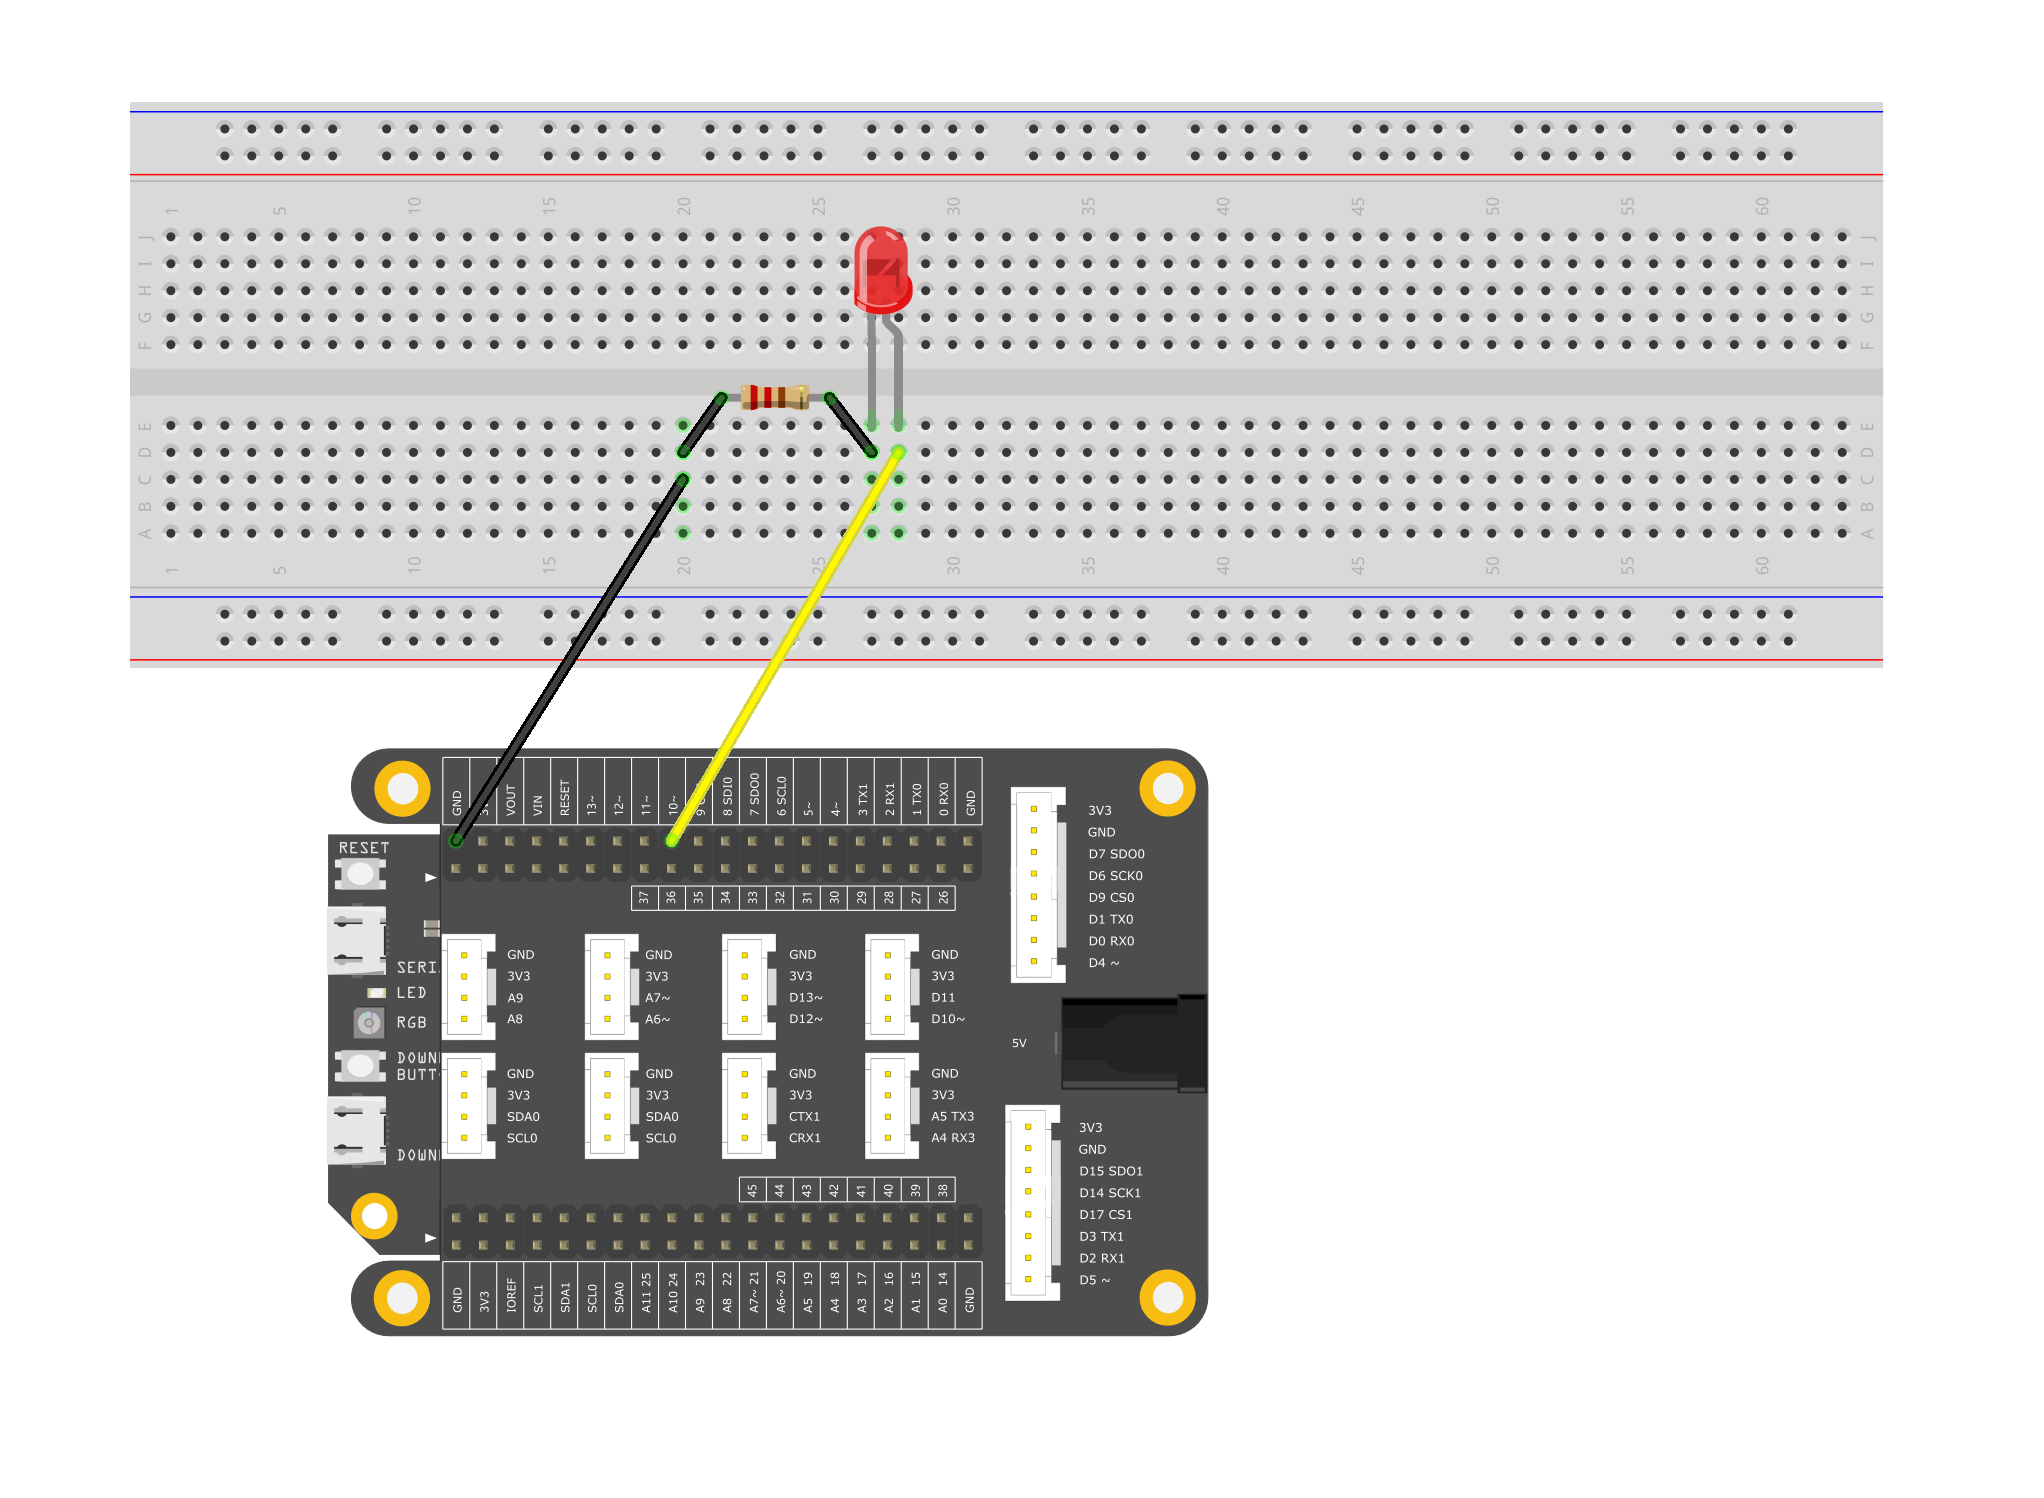 1 5 10 15 20 25 30 35 40 45 50 55 60
J J
I I
H H
G G
F F
E E
D D
C C
B B
A A
1 5 10 15 20 25 30 35 40 45 50 55 60
GND VOUT VIN RESET 13~ 12~ 11~ 10~ 8 SDI0 7 SDO0 6 SCL0 5~ 4~ 3 TX1 2 RX1 1 TX0 0 RX0 GND
37 36 35 34 33 32 31 30 29 28 27 26
RESET
LED
RGB
GND
3V3
A9
A8
GND
3V3
A7~
A6~
GND
3V3
D13~
D12~
GND
3V3
D11
D10~
GND
3V3
SDA0
SCL0
GND
3V3
SDA0
SCL0
GND
3V3
CTX1
CRX1
GND
3V3
A5 TX3
A4 RX3
3V3
GND
D7 SDO0
D6 SCK0
D9 CS0
D1 TX0
D0 RX0
D4 ~
5V
3V3
GND
D15 SDO1
D14 SCK1
D17 CS1
D3 TX1
D2 RX1
D5 ~
45 44 43 42 41 40 39 38
GND 3V3 IOREF SCL1 SDA1 SCL0 SDA0 A11 25 A10 24 A9 23 A8 22 A7~ 21 A6~ 20 A5 19 A4 18 A3 17 A2 16 A1 15 A0 14 GND